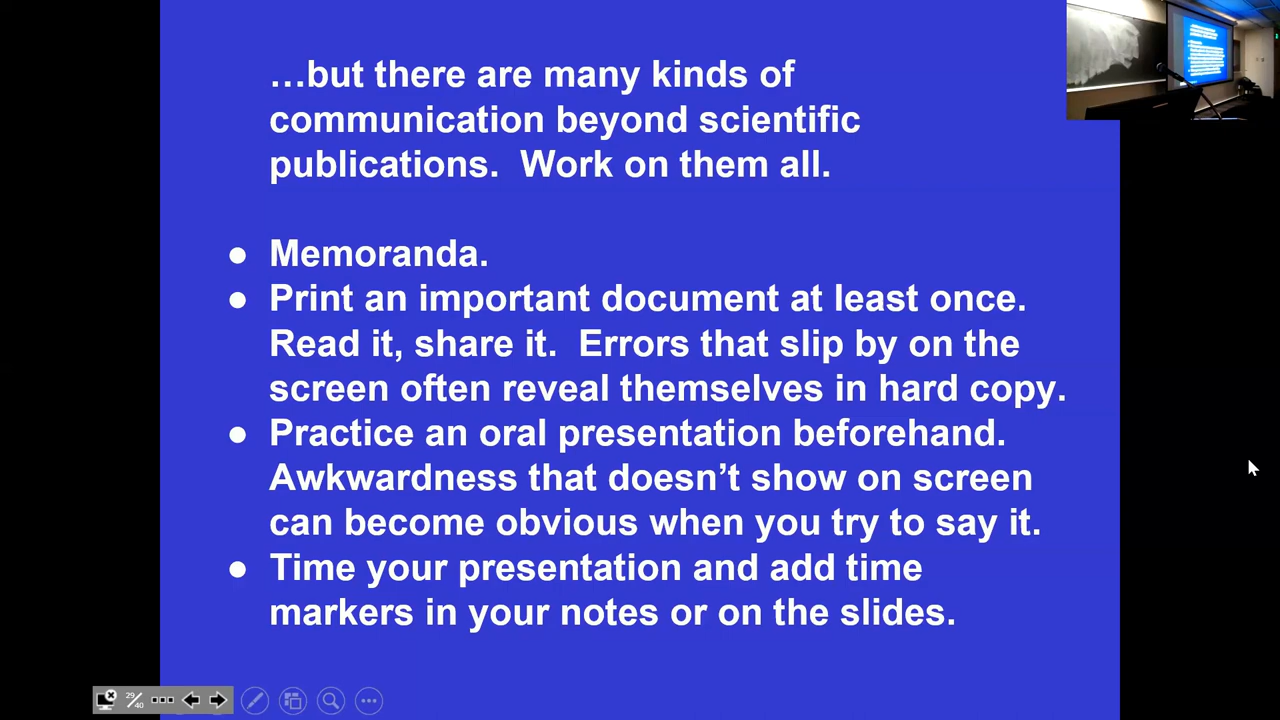 …but there are many kinds of
communication beyond scientific
publications.  Work on them all.
● Memoranda.
● Print an important document at least once.
Read it, share it.  Errors that slip by on the
screen often reveal themselves in hard copy.
● Practice an oral presentation beforehand.
Awkwardness that doesn’t show on screen
can become obvious when you try to say it.
● Time your presentation and add time
markers in your notes or on the slides.
29/40